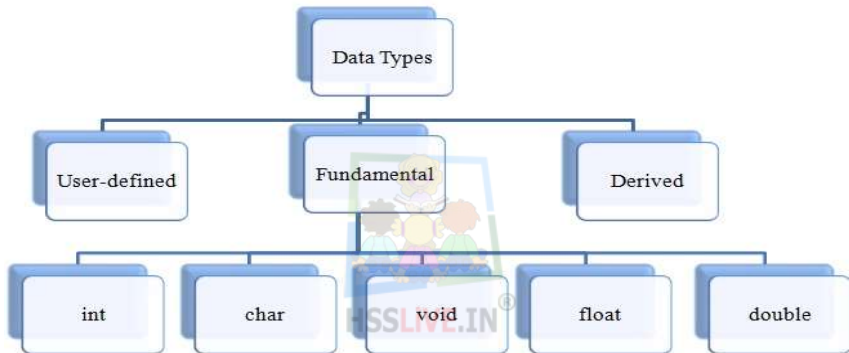 Data Types
User-defined
Fundamental
Derived
int
char
void
float
double
HSSLIVE.IN®